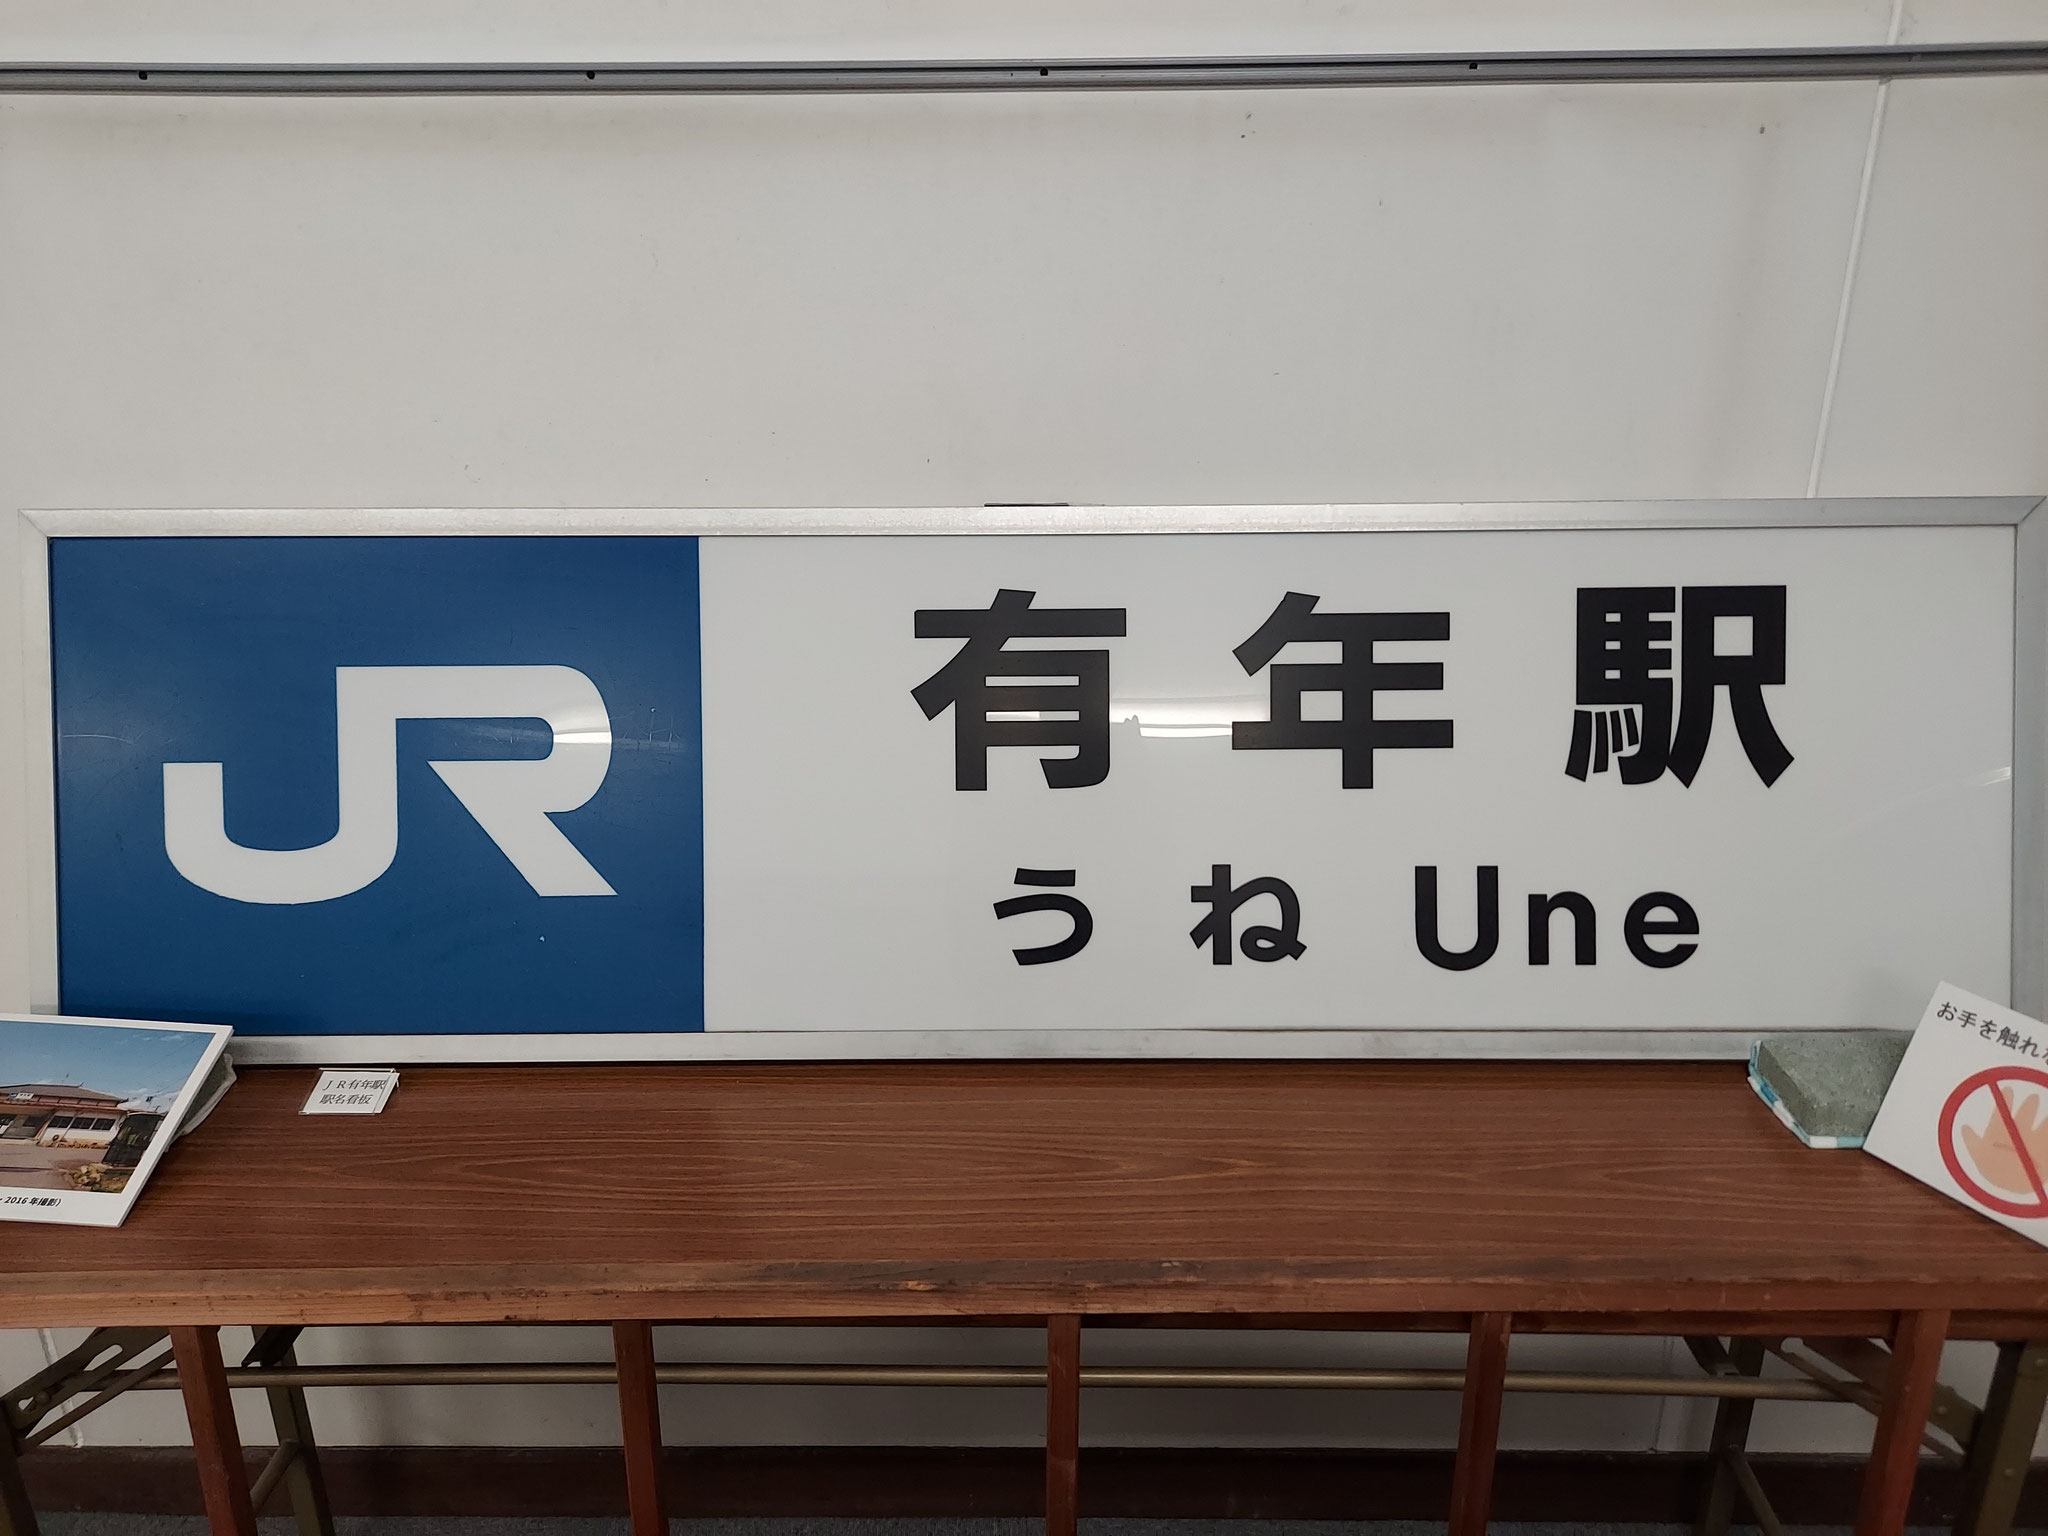 JR
有年駅
うね Une
JR有年駅
駅名看板
2016年撮影)
お手を触れ